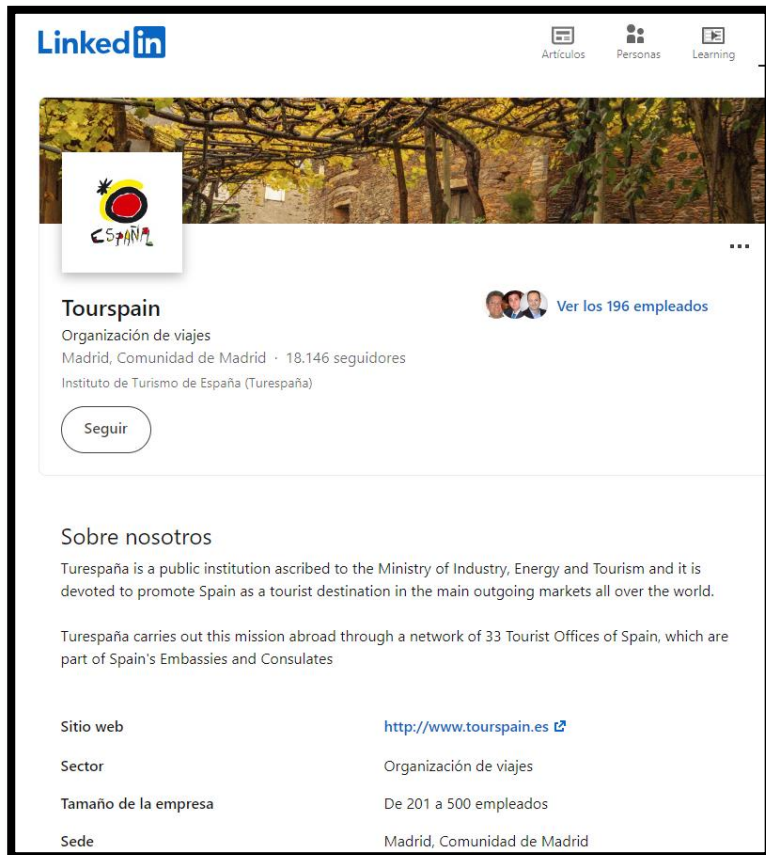 Linkedin
Artículos Personas Learning
ESPAÑA
Tourspain
Ver los 196 empleados
Organización de viajes
Madrid, Comunidad de Madrid · 18.146 seguidores
Instituto de Turismo de España (Turespaña)
Seguir
Sobre nosotros
Turespaña is a public institution ascribed to the Ministry of Industry, Energy and Tourism and it is
devoted to promote Spain as a tourist destination in the main outgoing markets all over the world.
Turespaña carries out this mission abroad through a network of 33 Tourist Offices of Spain, which are
part of Spain's Embassies and Consulates
Sitio web http://www.tourspain.es
Sector Organización de viajes
Tamaño de la empresa De 201 a 500 empleados
Sede Madrid, Comunidad de Madrid